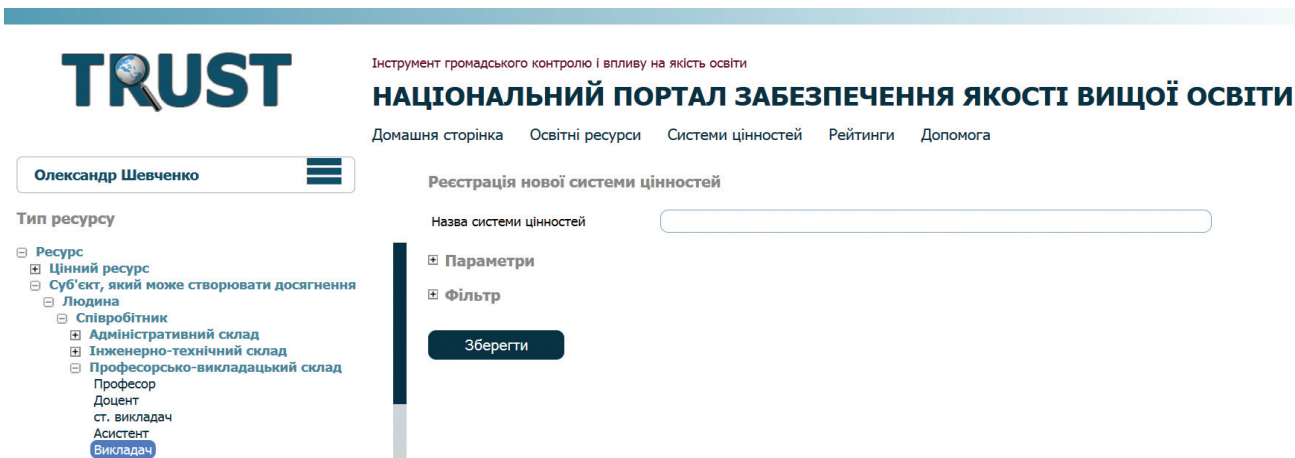 TRUST
Інструмент громадського контролю і впливу на якість освіти
НАЦІОНАЛЬНИЙ ПОРТАЛ ЗАБЕЗПЕЧЕННЯ ЯКОСТІ ВИЩОЇ ОСВІТИ
Домашня сторінка Освітні ресурси Системи цінностей Рейтинги Допомога
Олександр Шевченко
Тип ресурсу
Ресурс
Цінний ресурс
Суб'єкт, який може створювати досягнення
Людина
Співробітник
Адміністративний склад
Інженерно-технічний склад
Професорсько-викладацький склад
Професор
Доцент
ст. викладач
Асистент
Викладач
Реєстрація нової системи цінностей
Назва системи цінностей
Параметри
Фільтр
Зберегти